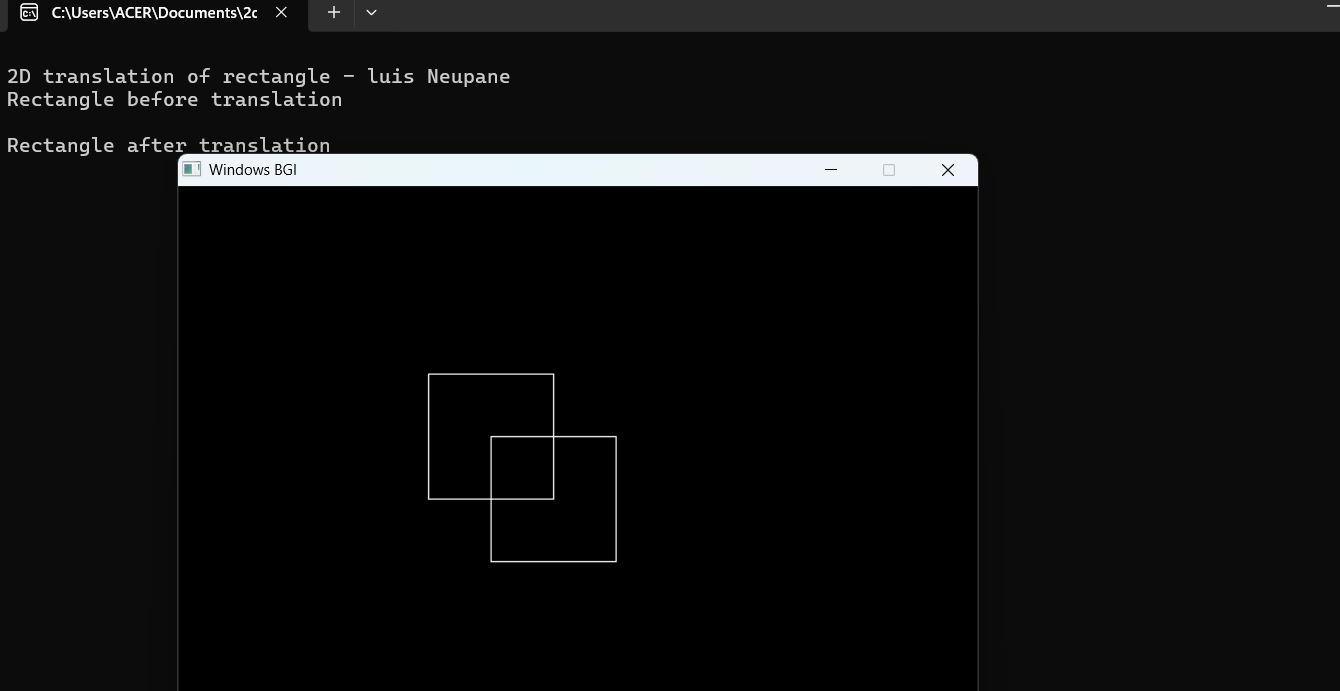 C:\Users\ACER\Documents\2c
2D translation of rectangle - luis Neupane
Rectangle before translation
Rectangle after translation
Windows BGI